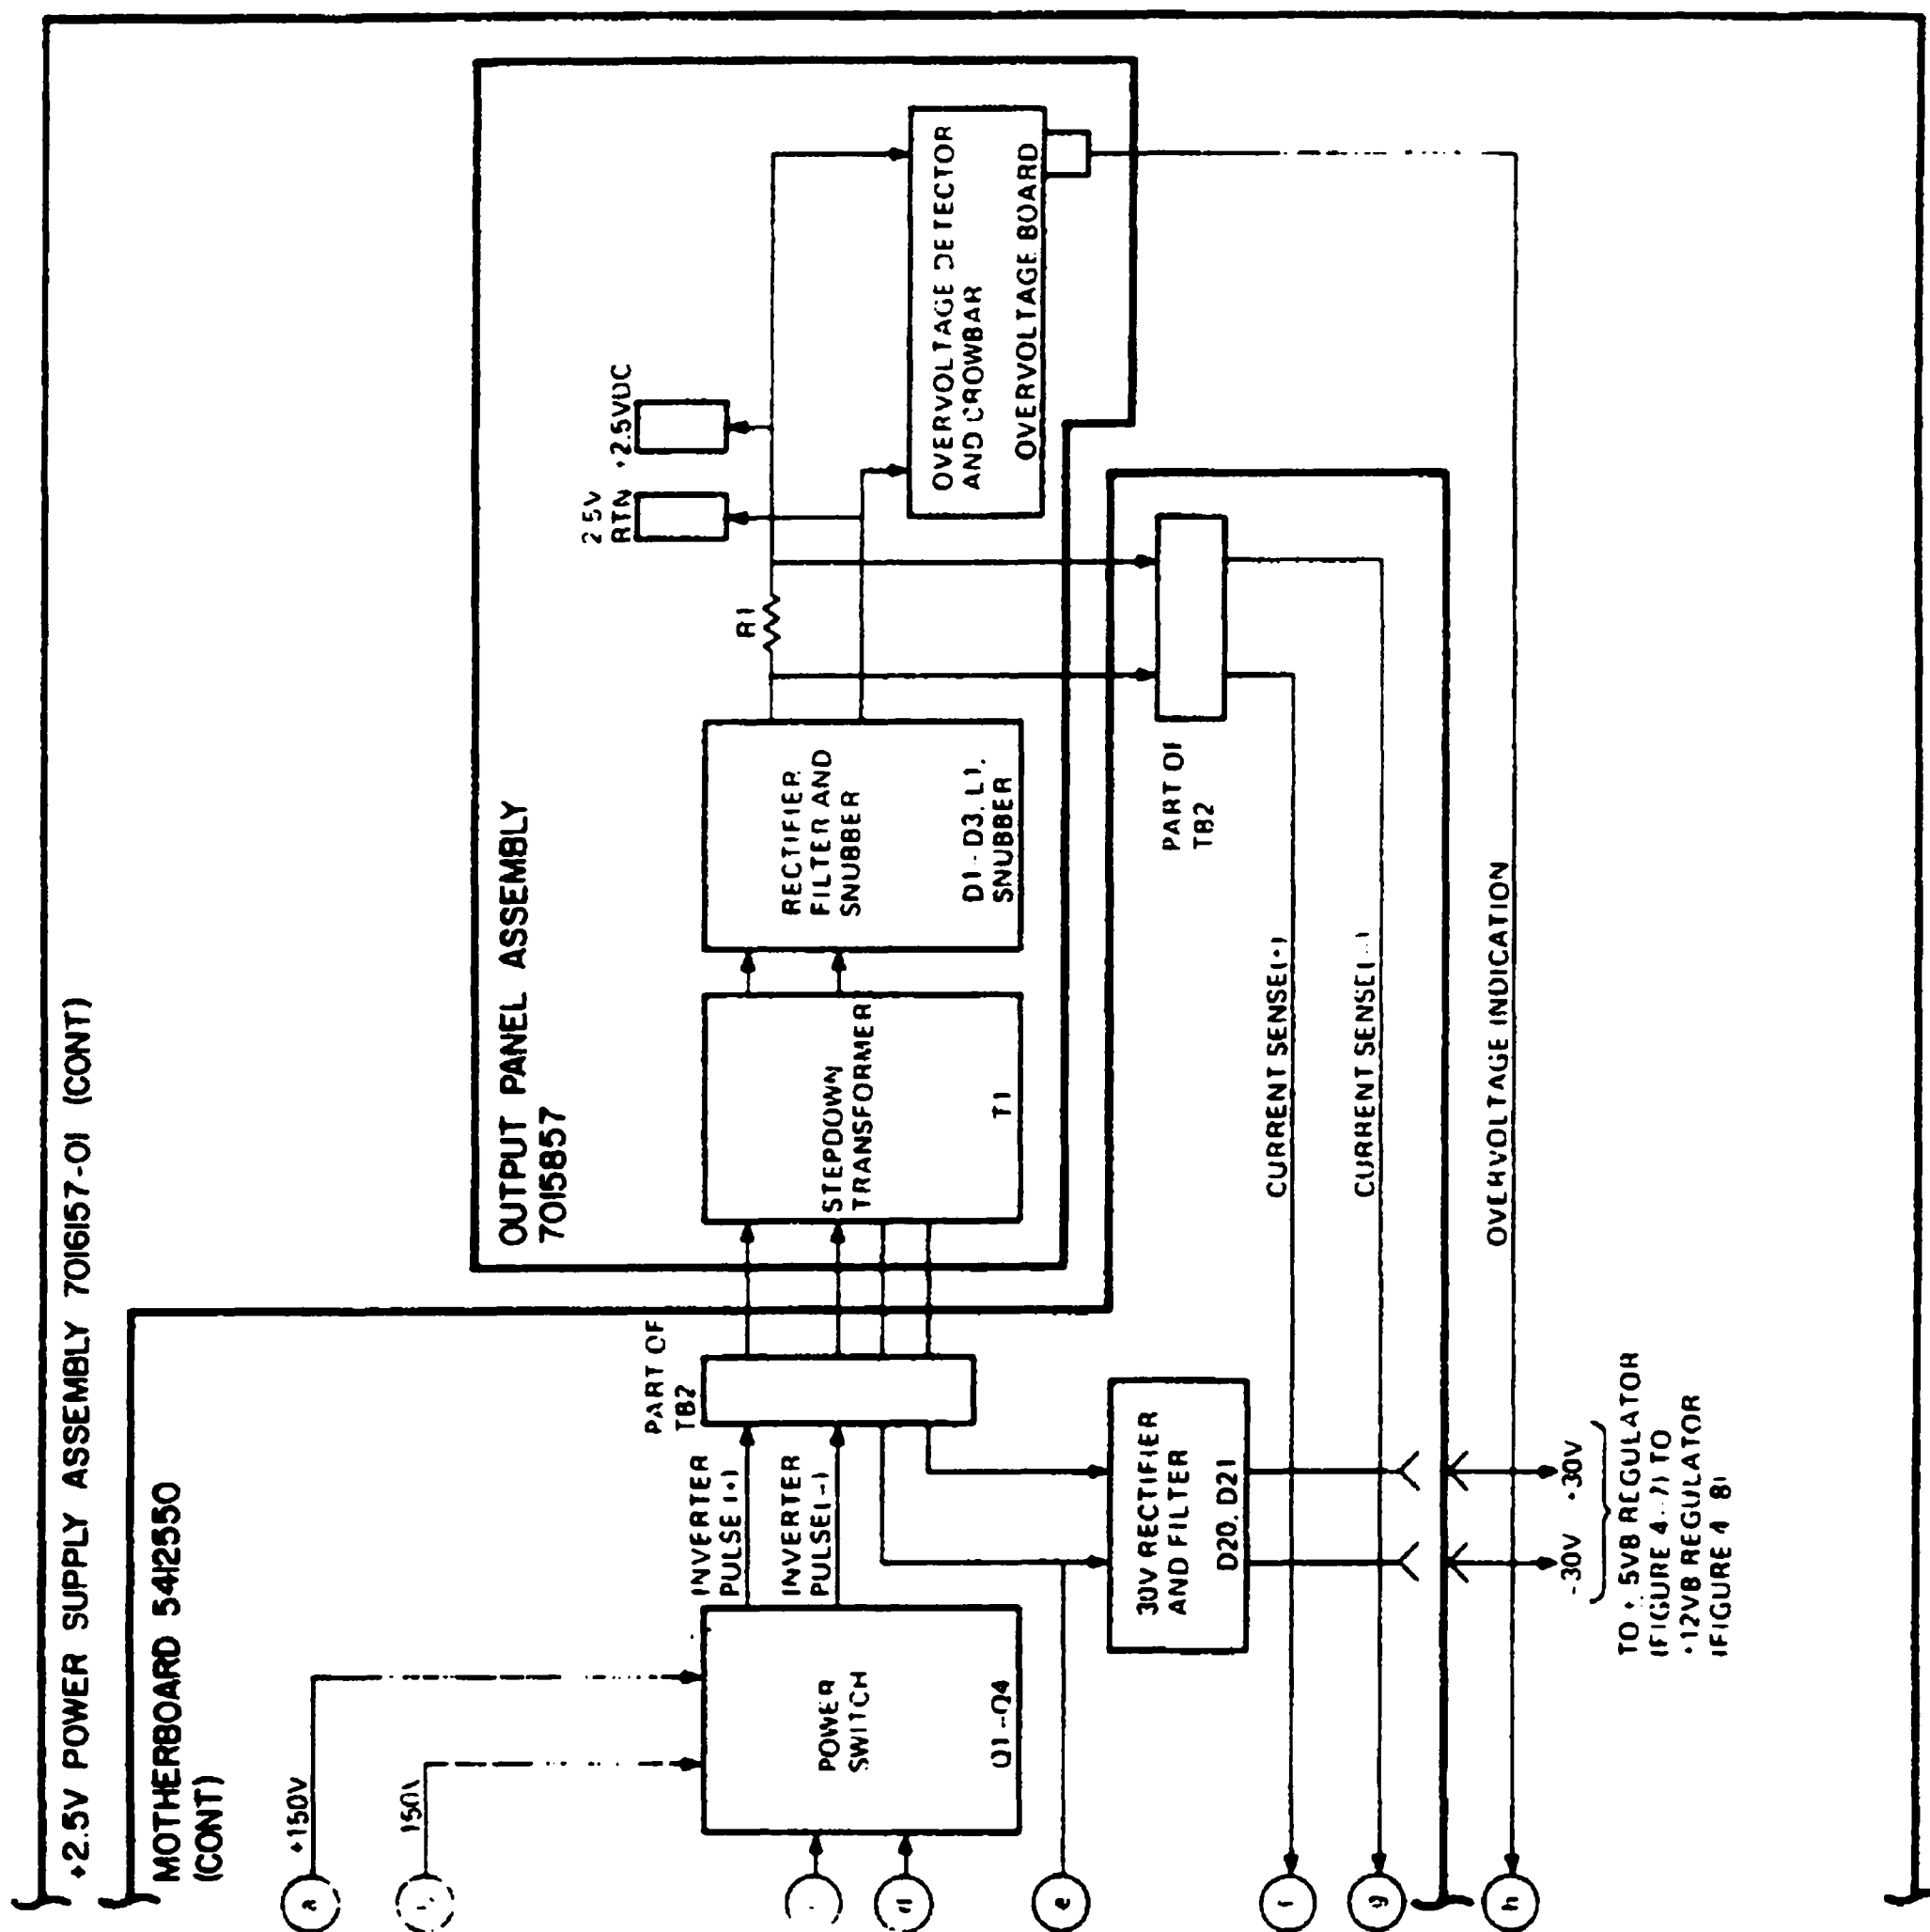 +2.5V POWER SUPPLY ASSEMBLY 7016157-01 (CONT)
MOTHERBOARD 5412550
(CONT)
OUTPUT PANEL ASSEMBLY
7015857
a
+150V
150V
d
e
f
g
h
POWER
SWITCH
Q1-Q4
INVERTER
PULSE(+)
INVERTER
PULSE(-)
PART OF
TB2
STEPDOWN
TRANSFORMER
T1
RECTIFIER
FILTER AND
SNUBBER
D1-D3, L1,
SNUBBER
R1
2.5V
RTN
+2.5VDC
OVERVOLTAGE DETECTOR
AND CROWBAR
OVERVOLTAGE BOARD
30V RECTIFIER
AND FILTER
D20, D21
PART OF
TB2
CURRENT SENSE(+)
CURRENT SENSE(-)
OVERVOLTAGE INDICATION
-30V +30V
TO +5VB REGULATOR
(FIGURE 4-7) TO
+12VB REGULATOR
(FIGURE 4-8)